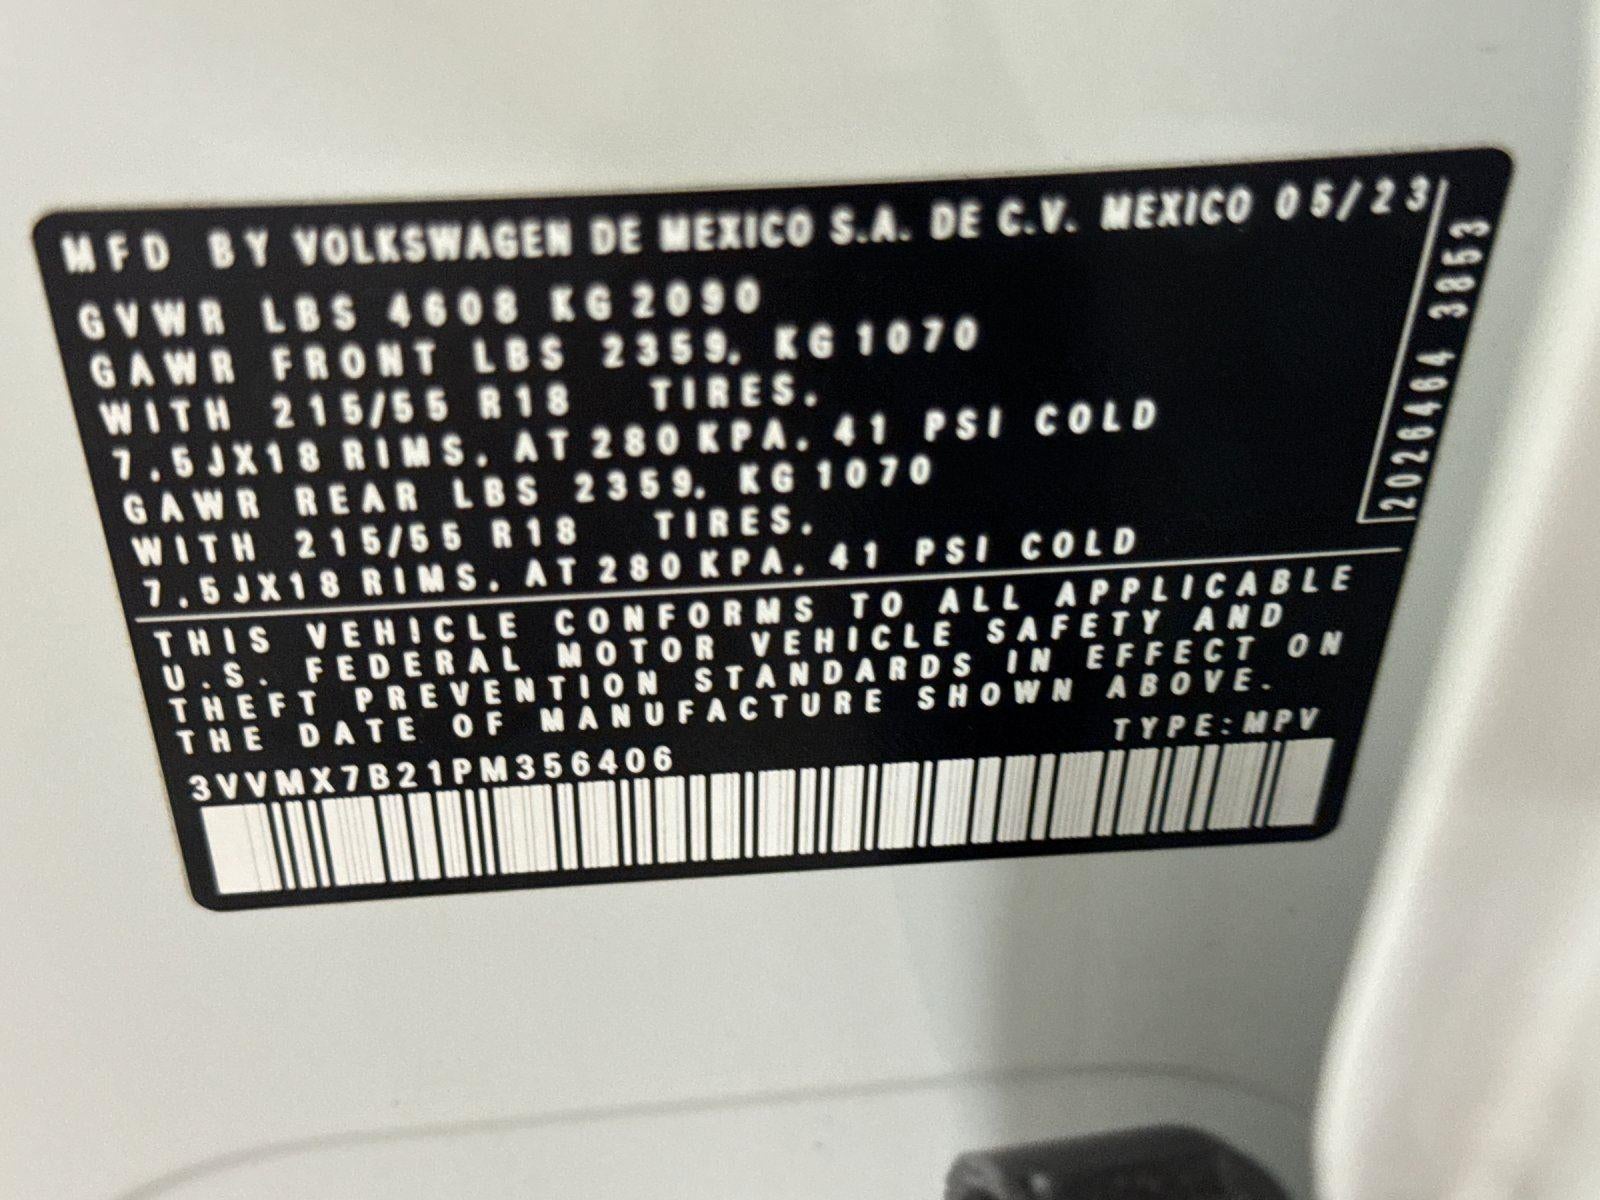 MFD BY VOLKSWAGEN DE MEXICO S.A. DE C.V. MEXICO 05/23
GVWR LBS 4608 KG 2090
GAWR FRONT LBS 2359, KG 1070
WITH 215/55 R18 TIRES.
7.5JX18 RIMS, AT 280 KPA. 41 PSI COLD
GAWR REAR LBS 2359, KG 1070
WITH 215/55 R18 TIRES.
7.5JX18 RIMS, AT 280 KPA. 41 PSI COLD
2026464 3853
THIS VEHICLE CONFORMS TO ALL APPLICABLE
U.S. FEDERAL MOTOR VEHICLE SAFETY AND
THEFT PREVENTION STANDARDS IN EFFECT ON
THE DATE OF MANUFACTURE SHOWN ABOVE.
TYPE:MPV
3VVMX7B21PM356406